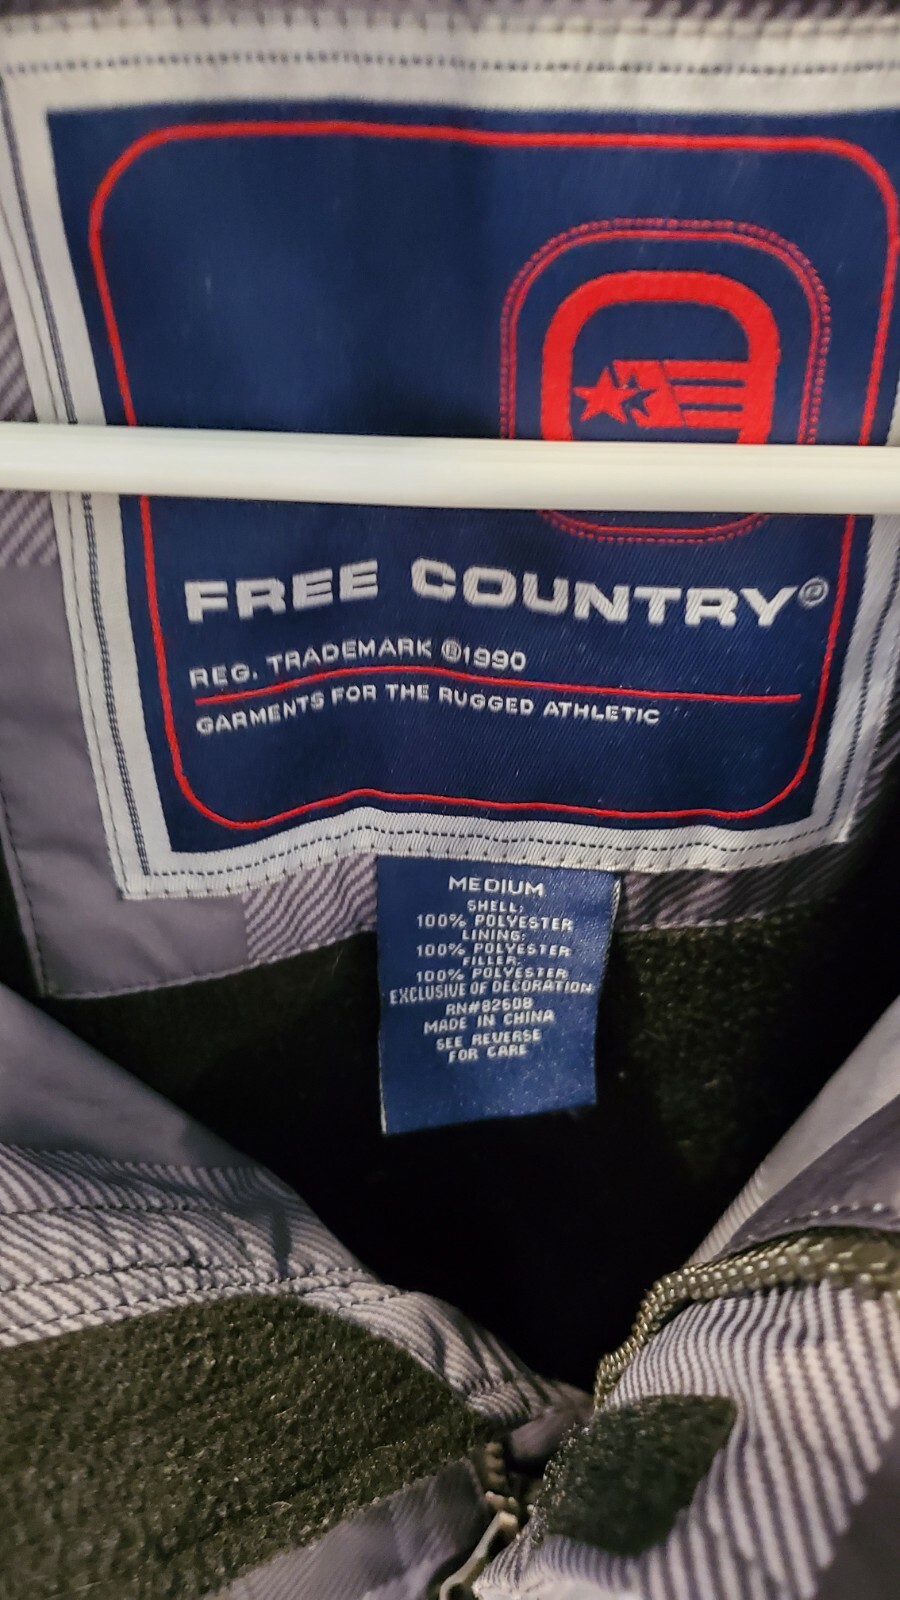 FREE COUNTRY®
REG. TRADEMARK ®1990
GARMENTS FOR THE RUGGED ATHLETIC
MEDIUM
SHELL:
100% POLYESTER
LINING:
100% POLYESTER
FILLER:
100% POLYESTER
EXCLUSIVE OF DECORATION
RN#82608
MADE IN CHINA
SEE REVERSE
FOR CARE